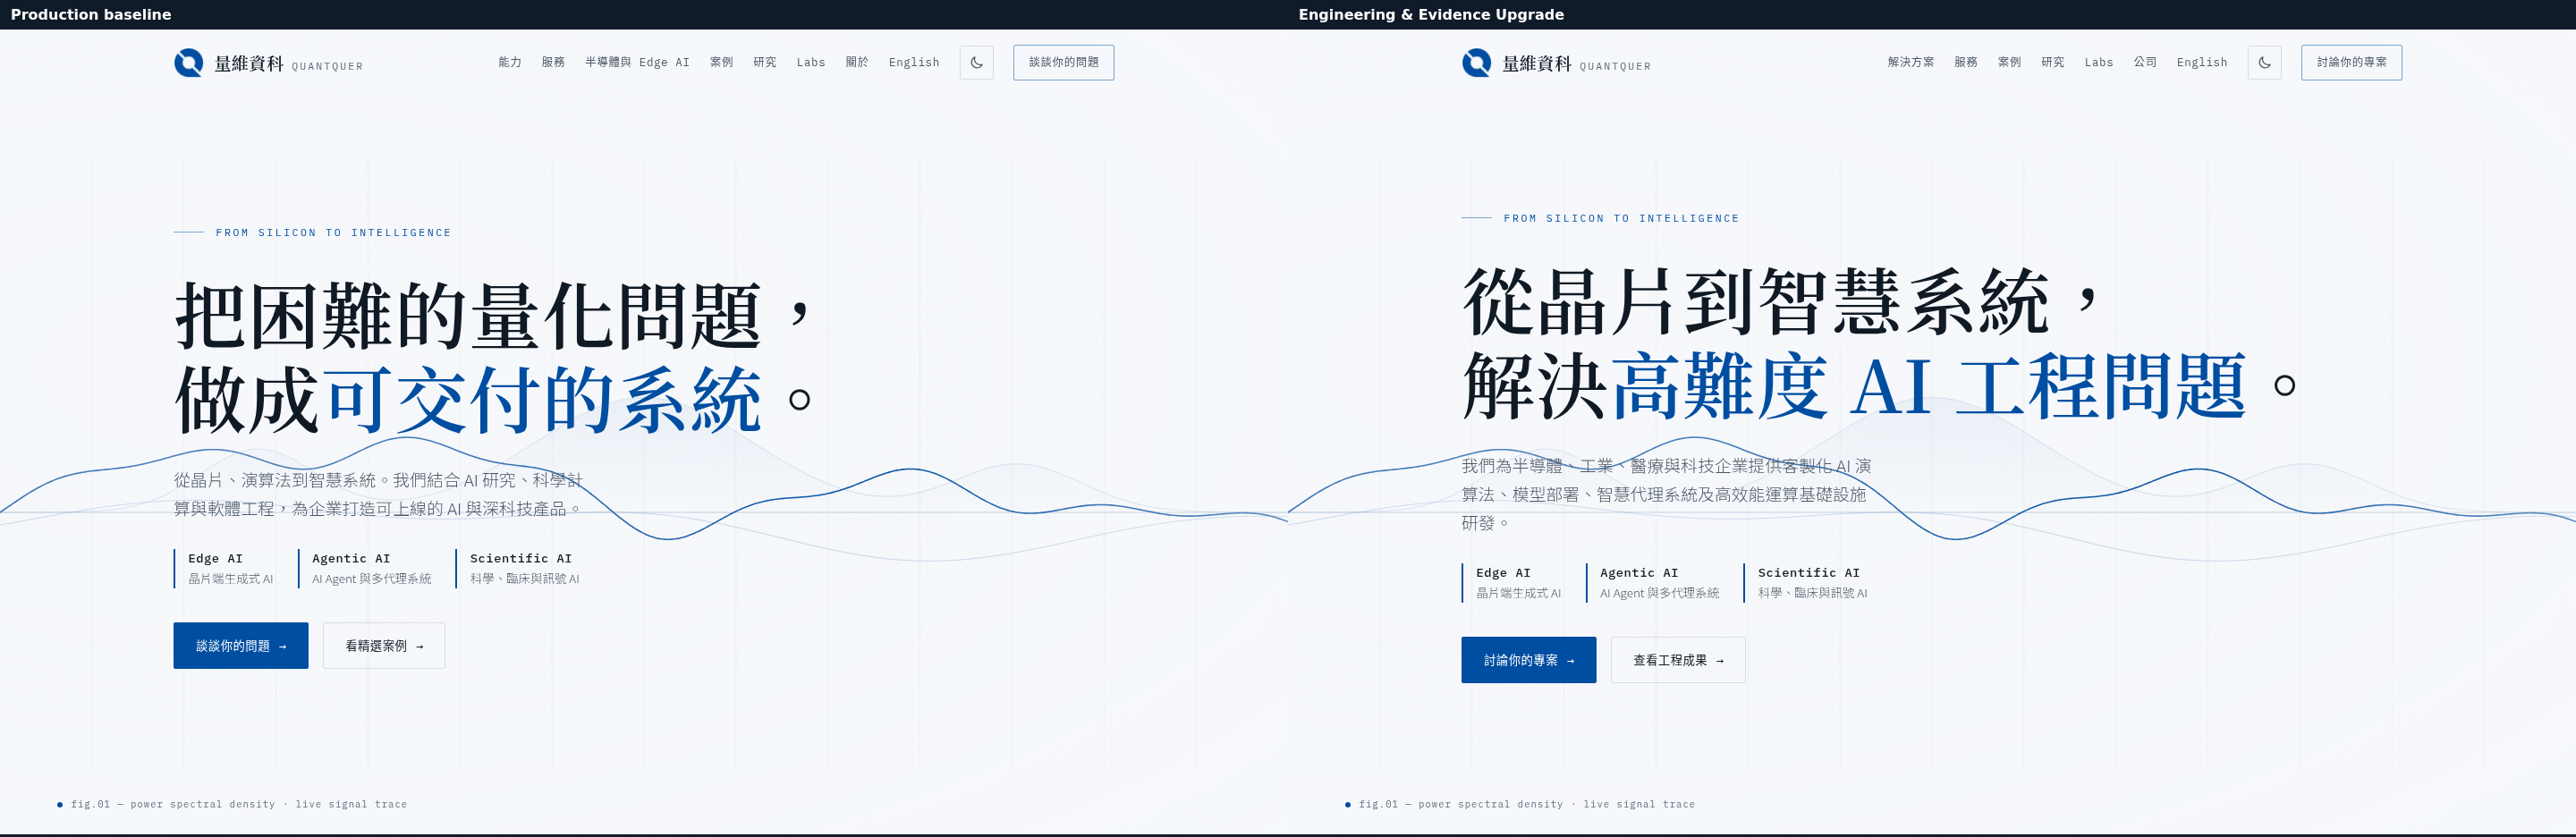 Production baseline
量維資科 QUANTQUER 能力 服務 半導體與 Edge AI 案例 研究 Labs 關於 English 談談你的問題
FROM SILICON TO INTELLIGENCE
把困難的量化問題，
做成可交付的系統。
從晶片、演算法到智慧系統。我們結合 AI 研究、科學計
算與軟體工程，為企業打造可上線的 AI 與深科技產品。
Edge AI
晶片端生成式 AI
Agentic AI
AI Agent 與多代理系統
Scientific AI
科學、臨床與訊號 AI
談談你的問題 → 看精選案例 →
fig.01 — power spectral density · live signal trace
Engineering & Evidence Upgrade
量維資科 QUANTQUER 解決方案 服務 案例 研究 Labs 公司 English 討論你的專案
FROM SILICON TO INTELLIGENCE
從晶片到智慧系統，
解決高難度 AI 工程問題。
我們為半導體、工業、醫療與科技企業提供客製化 AI 演
算法、模型部署、智慧代理系統及高效能運算基礎設施
研發。
Edge AI
晶片端生成式 AI
Agentic AI
AI Agent 與多代理系統
Scientific AI
科學、臨床與訊號 AI
討論你的專案 → 查看工程成果 →
fig.01 — power spectral density · live signal trace